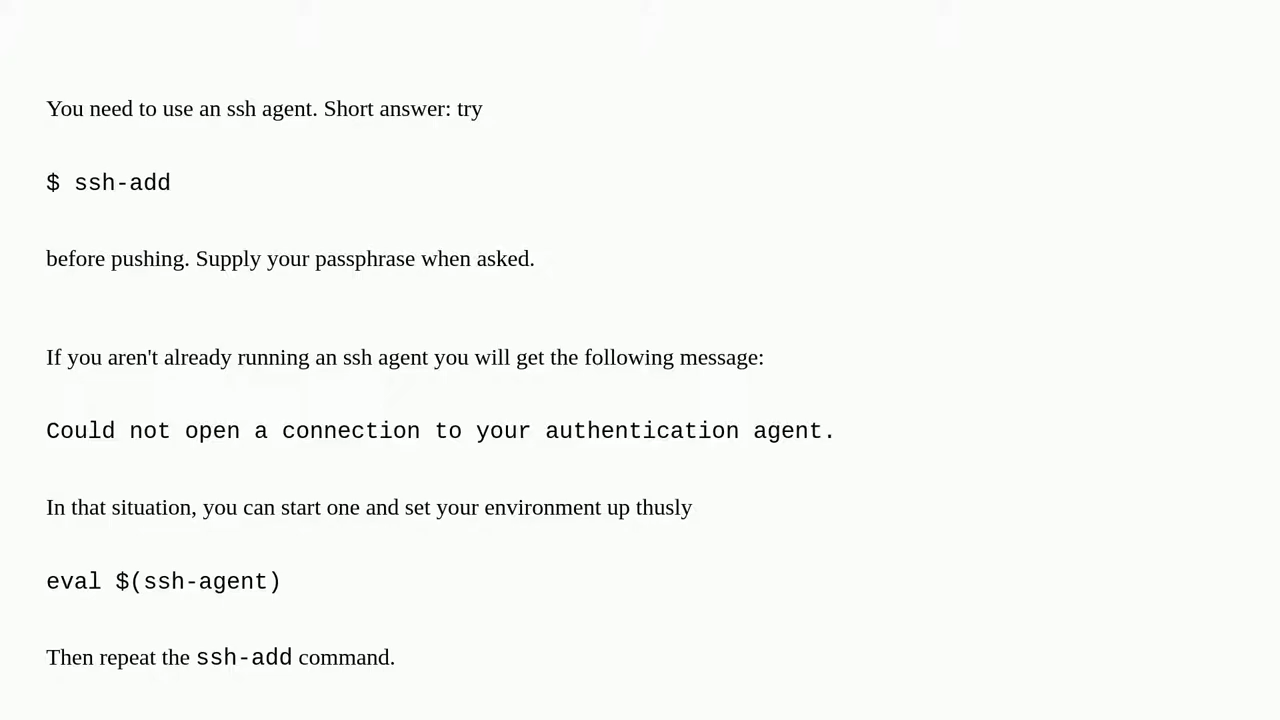 You need to use an ssh agent. Short answer: try
$ ssh-add
before pushing. Supply your passphrase when asked.
If you aren't already running an ssh agent you will get the following message:
Could not open a connection to your authentication agent.
In that situation, you can start one and set your environment up thusly
eval $(ssh-agent)
Then repeat the ssh-add command.